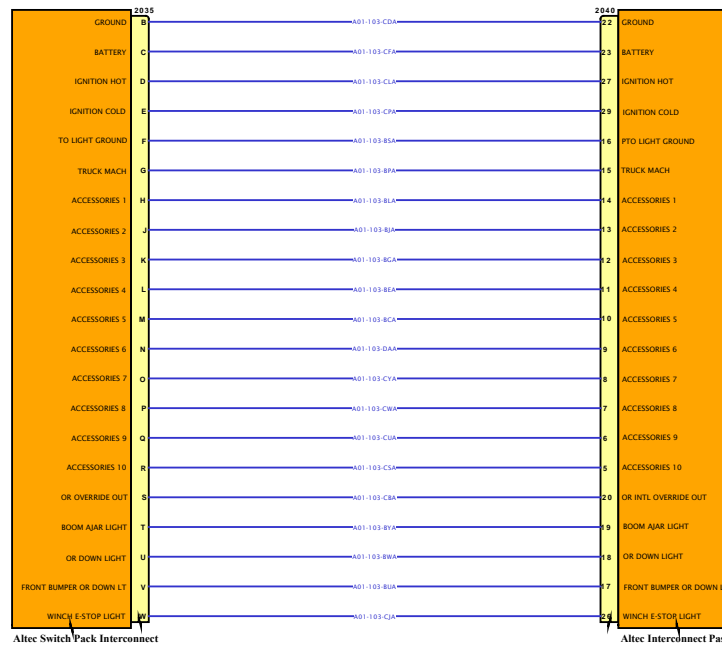 2035 2040
GROUND B A01-103-CDA 22 GROUND
BATTERY C A01-103-CFA 23 BATTERY
IGNITION HOT D A01-103-CLA 27 IGNITION HOT
IGNITION COLD E A01-103-CPA 29 IGNITION COLD
TO LIGHT GROUND F A01-103-BSA 16 PTO LIGHT GROUND
TRUCK MACH G A01-103-BPA 15 TRUCK MACH
ACCESSORIES 1 H A01-103-BLA 14 ACCESSORIES 1
ACCESSORIES 2 J A01-103-BJA 13 ACCESSORIES 2
ACCESSORIES 3 K A01-103-BGA 12 ACCESSORIES 3
ACCESSORIES 4 L A01-103-BEA 11 ACCESSORIES 4
ACCESSORIES 5 M A01-103-BCA 10 ACCESSORIES 5
ACCESSORIES 6 N A01-103-DAA 9 ACCESSORIES 6
ACCESSORIES 7 O A01-103-CYA 8 ACCESSORIES 7
ACCESSORIES 8 P A01-103-CWA 7 ACCESSORIES 8
ACCESSORIES 9 Q A01-103-CUA 6 ACCESSORIES 9
ACCESSORIES 10 R A01-103-CSA 5 ACCESSORIES 10
OR OVERRIDE OUT S A01-103-CBA 20 OR INTL OVERRIDE OUT
BOOM AJAR LIGHT T A01-103-BYA 19 BOOM AJAR LIGHT
OR DOWN LIGHT U A01-103-BWA 18 OR DOWN LIGHT
FRONT BUMPER OR DOWN LT V A01-103-BUA 17 FRONT BUMPER OR DOWN L
WINCH E-STOP LIGHT W A01-103-CJA WINCH E-STOP LIGHT
Altec Switch Pack Interconnect Altec Interconnect Pas